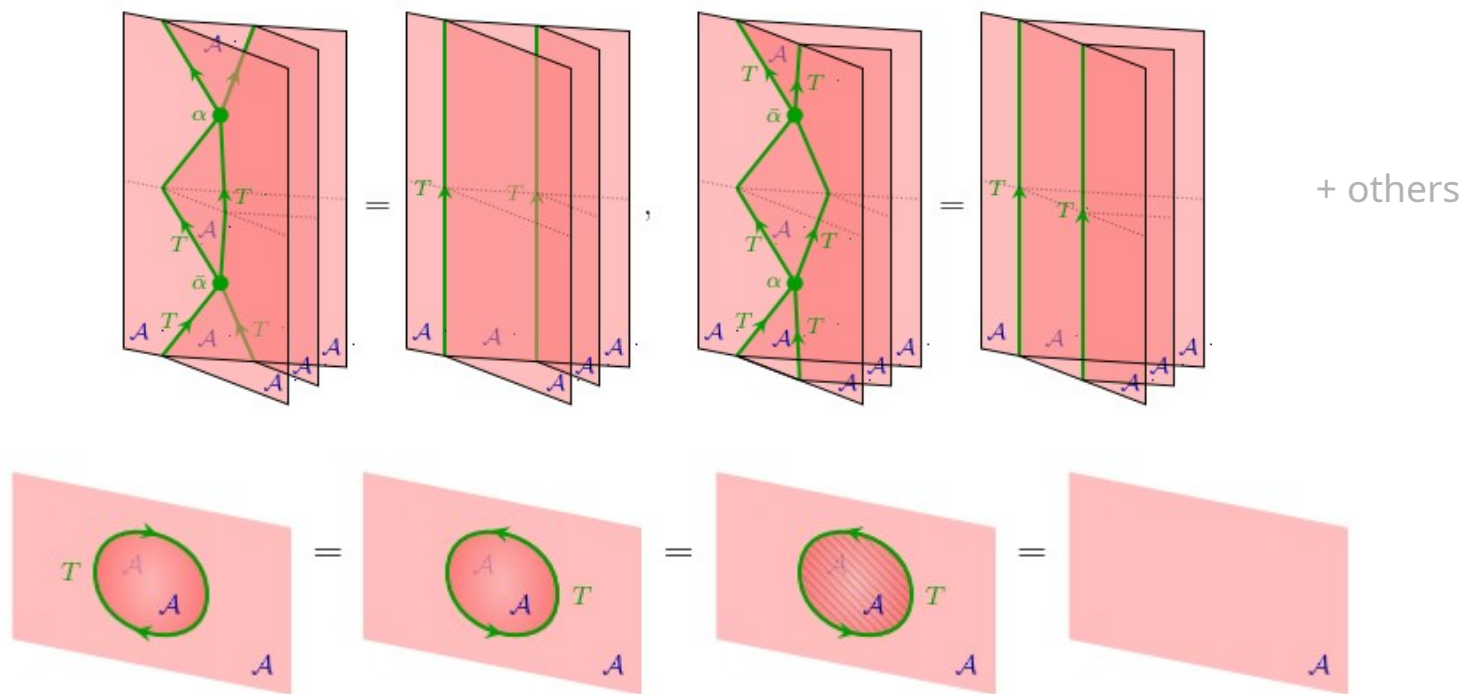 𝒜 𝒜
α ᾱ
T T T T
= , = + others
T T T T
𝒜 𝒜 T T
ᾱ α
T T T T
𝒜 𝒜 𝒜 𝒜 𝒜 𝒜 𝒜 𝒜 𝒜 𝒜
𝒜 𝒜 𝒜 𝒜
𝒜 𝒜 𝒜 𝒜
= = =
T 𝒜 𝒜 𝒜
𝒜 𝒜 T 𝒜 T
𝒜 𝒜 𝒜 𝒜